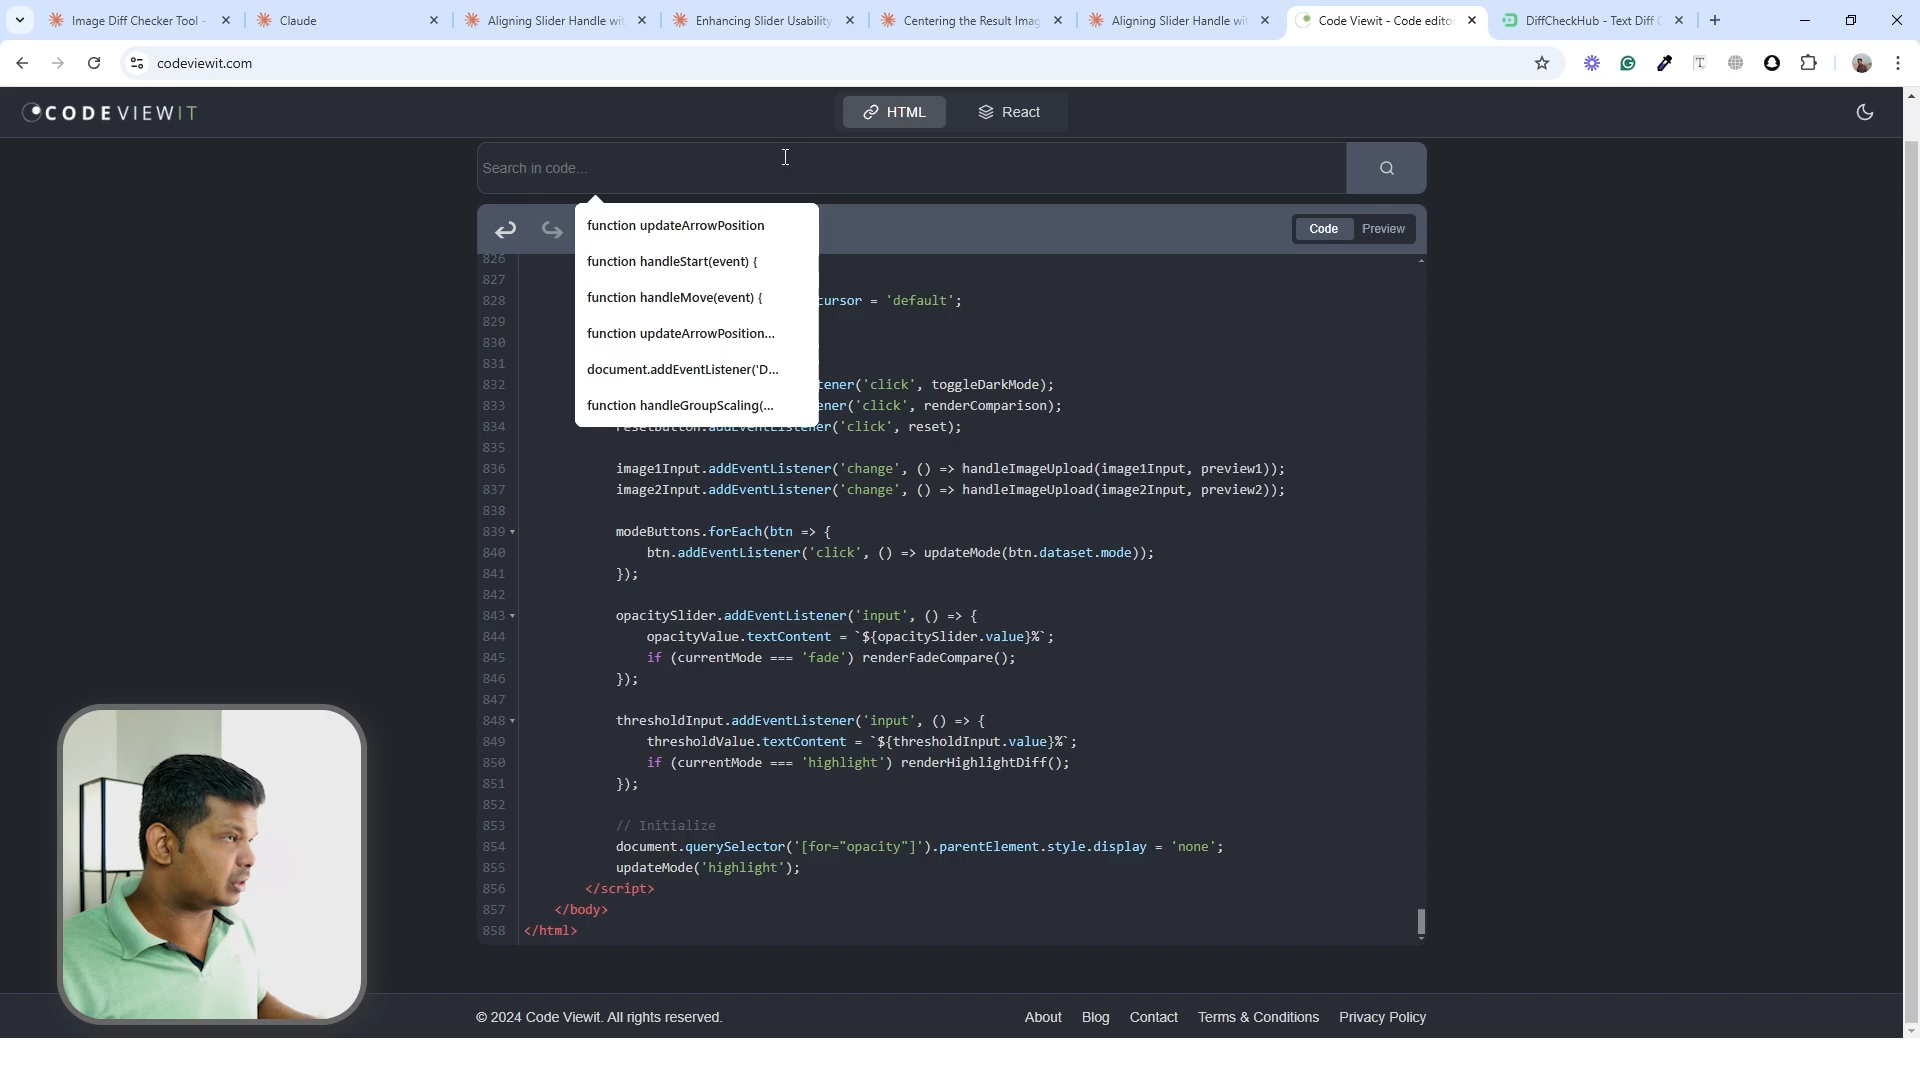 Image Diff Checker Tool -
Claude
Aligning Slider Handle wit
Enhancing Slider Usability
Centering the Result Imag
Aligning Slider Handle wi
Code Viewit - Code edito
DiffCheckHub - Text Diff
codeviewit.com
CODEVIEWIT
HTML
React
Search in code...
Code
Preview
function updateArrowPosition
function handleStart(event) {
function handleMove(event) {
function updateArrowPosition...
document.addEventListener('D...
function handleGroupScaling(...
826
827
828 cursor = 'default';
829
830
831
832 tener('click', toggleDarkMode);
833 ener('click', renderComparison);
834 resetButton.addEventListener('click', reset);
835
836 image1Input.addEventListener('change', () => handleImageUpload(image1Input, preview1));
837 image2Input.addEventListener('change', () => handleImageUpload(image2Input, preview2));
838
839 modeButtons.forEach(btn => {
840 btn.addEventListener('click', () => updateMode(btn.dataset.mode));
841 });
842
843 opacitySlider.addEventListener('input', () => {
844 opacityValue.textContent = `${opacitySlider.value}%`;
845 if (currentMode === 'fade') renderFadeCompare();
846 });
847
848 thresholdInput.addEventListener('input', () => {
849 thresholdValue.textContent = `${thresholdInput.value}%`;
850 if (currentMode === 'highlight') renderHighlightDiff();
851 });
852
853 // Initialize
854 document.querySelector('[for="opacity"]').parentElement.style.display = 'none';
855 updateMode('highlight');
856 </script>
857 </body>
858 </html>
© 2024 Code Viewit. All rights reserved.
About
Blog
Contact
Terms & Conditions
Privacy Policy